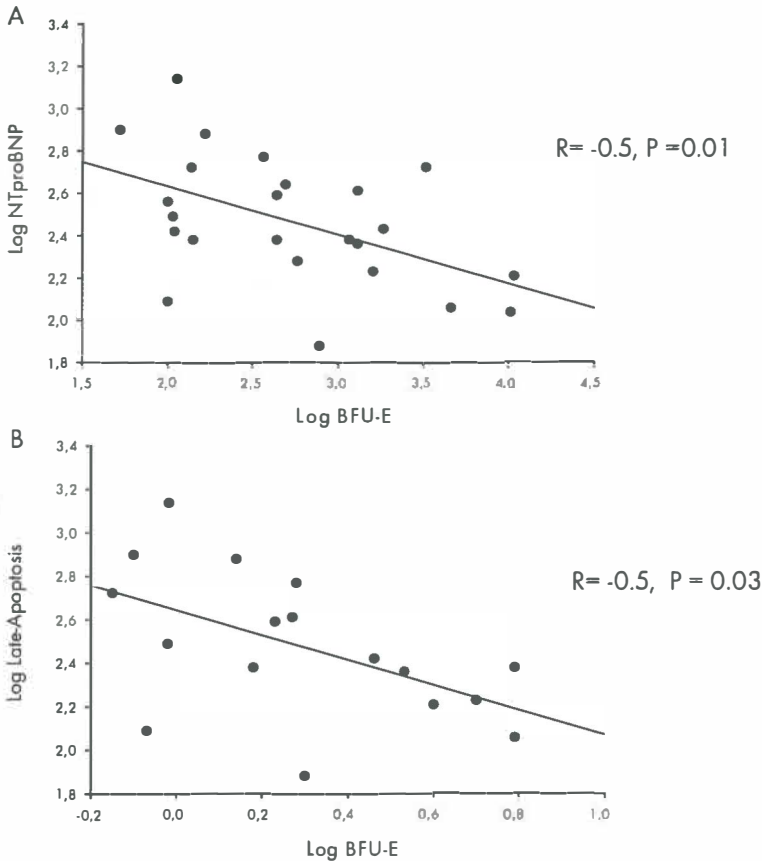 A
3,4
3,2
3,0
2,8
2,6
2,4
2,2
2,0
1,8
Log NTproBNP
R= -0.5, P =0.01
1,5 2,0 2,5 3,0 3,5 4,0 4,5
Log BFU-E
B
3,4
3,2
3,0
2,8
2,6
2,4
2,2
2,0
1,8
Log Late-Apoptosis
R= -0.5, P = 0.03
-0,2 0,0 0,2 0,4 0,6 0,8 1,0
Log BFU-E